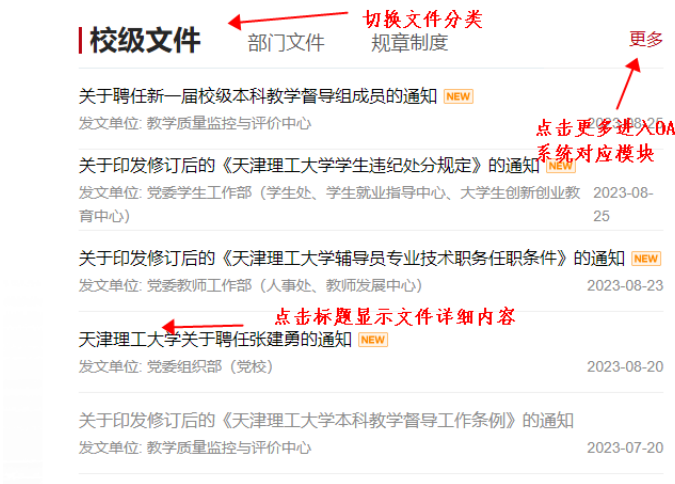 切换文件分类
校级文件 部门文件 规章制度 更多
关于聘任新一届校级本科教学督导组成员的通知 NEW
发文单位: 教学质量监控与评价中心 2023-08-25
点击更多进入OA
系统对应模块
关于印发修订后的《天津理工大学学生违纪处分规定》的通知 NEW
发文单位: 党委学生工作部（学生处、学生就业指导中心、大学生创新创业教 2023-08-
育中心） 25
关于印发修订后的《天津理工大学辅导员专业技术职务任职条件》的通知 NEW
发文单位: 党委教师工作部（人事处、教师发展中心） 2023-08-23
点击标题显示文件详细内容
天津理工大学关于聘任张建勇的通知 NEW
发文单位: 党委组织部（党校） 2023-08-20
关于印发修订后的《天津理工大学本科教学督导工作条例》的通知
发文单位: 教学质量监控与评价中心 2023-07-20